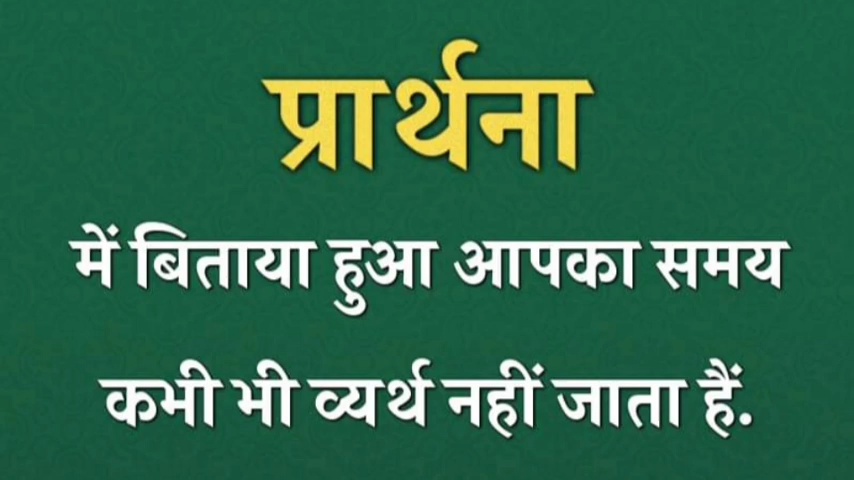 प्रार्थना
में बिताया हुआ आपका समय
कभी भी व्यर्थ नहीं जाता हैं.